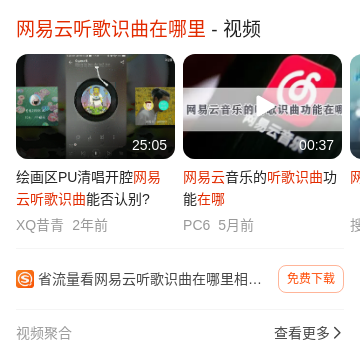 网易云听歌识曲在哪里 - 视频
25:05
网易云音乐的听歌识曲功能在哪
00:37
绘画区PU清唱开腔网易
云听歌识曲能否认别?
XQ昔青 2年前
网易云音乐的听歌识曲功
能在哪
PC6 5月前
省流量看网易云听歌识曲在哪里相…
免费下载
视频聚合
查看更多